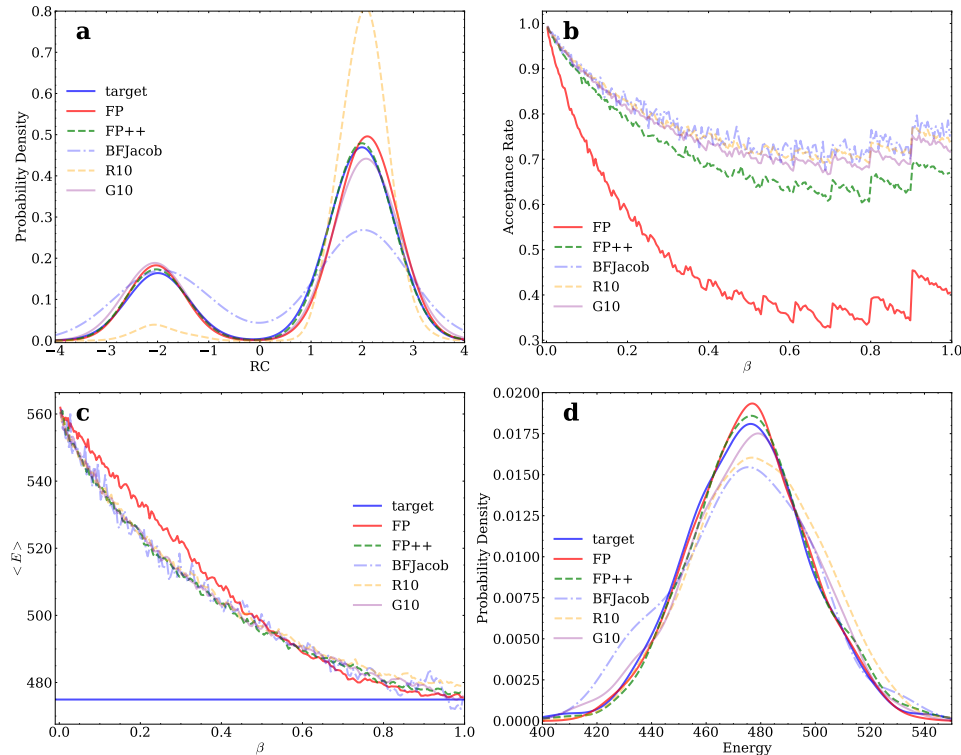 a
Probability Density
0.8
0.7
0.6
0.5
0.4
0.3
0.2
0.1
0.0
target
FP
FP++
BFJacob
R10
G10
−4 −3 −2 −1 0 1 2 3 4
RC
b
Acceptance Rate
1.0
0.9
0.8
0.7
0.6
0.5
0.4
0.3
FP
FP++
BFJacob
R10
G10
0.0 0.2 0.4 0.6 0.8 1.0
β
c
< E >
560
540
520
500
480
target
FP
FP++
BFJacob
R10
G10
0.0 0.2 0.4 0.6 0.8 1.0
β
d
Probability Density
0.0200
0.0175
0.0150
0.0125
0.0100
0.0075
0.0050
0.0025
0.0000
target
FP
FP++
BFJacob
R10
G10
400 420 440 460 480 500 520 540
Energy